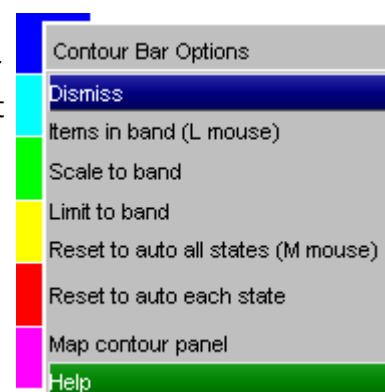 Contour Bar Options
Dismiss
Items in band (L mouse)
Scale to band
Limit to band
Reset to auto all states (M mouse)
Reset to auto each state
Map contour panel
Help